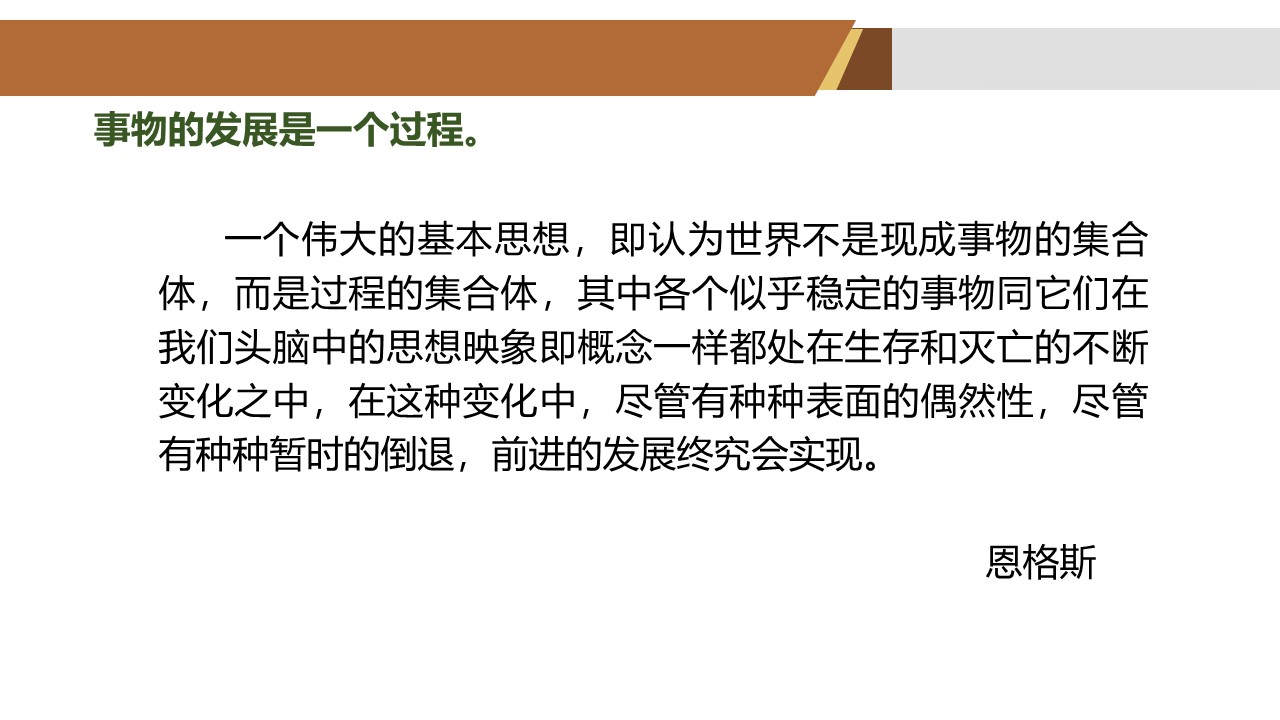 事物的发展是一个过程。
一个伟大的基本思想，即认为世界不是现成事物的集合
体，而是过程的集合体，其中各个似乎稳定的事物同它们在
我们头脑中的思想映象即概念一样都处在生存和灭亡的不断
变化之中，在这种变化中，尽管有种种表面的偶然性，尽管
有种种暂时的倒退，前进的发展终究会实现。
恩格斯